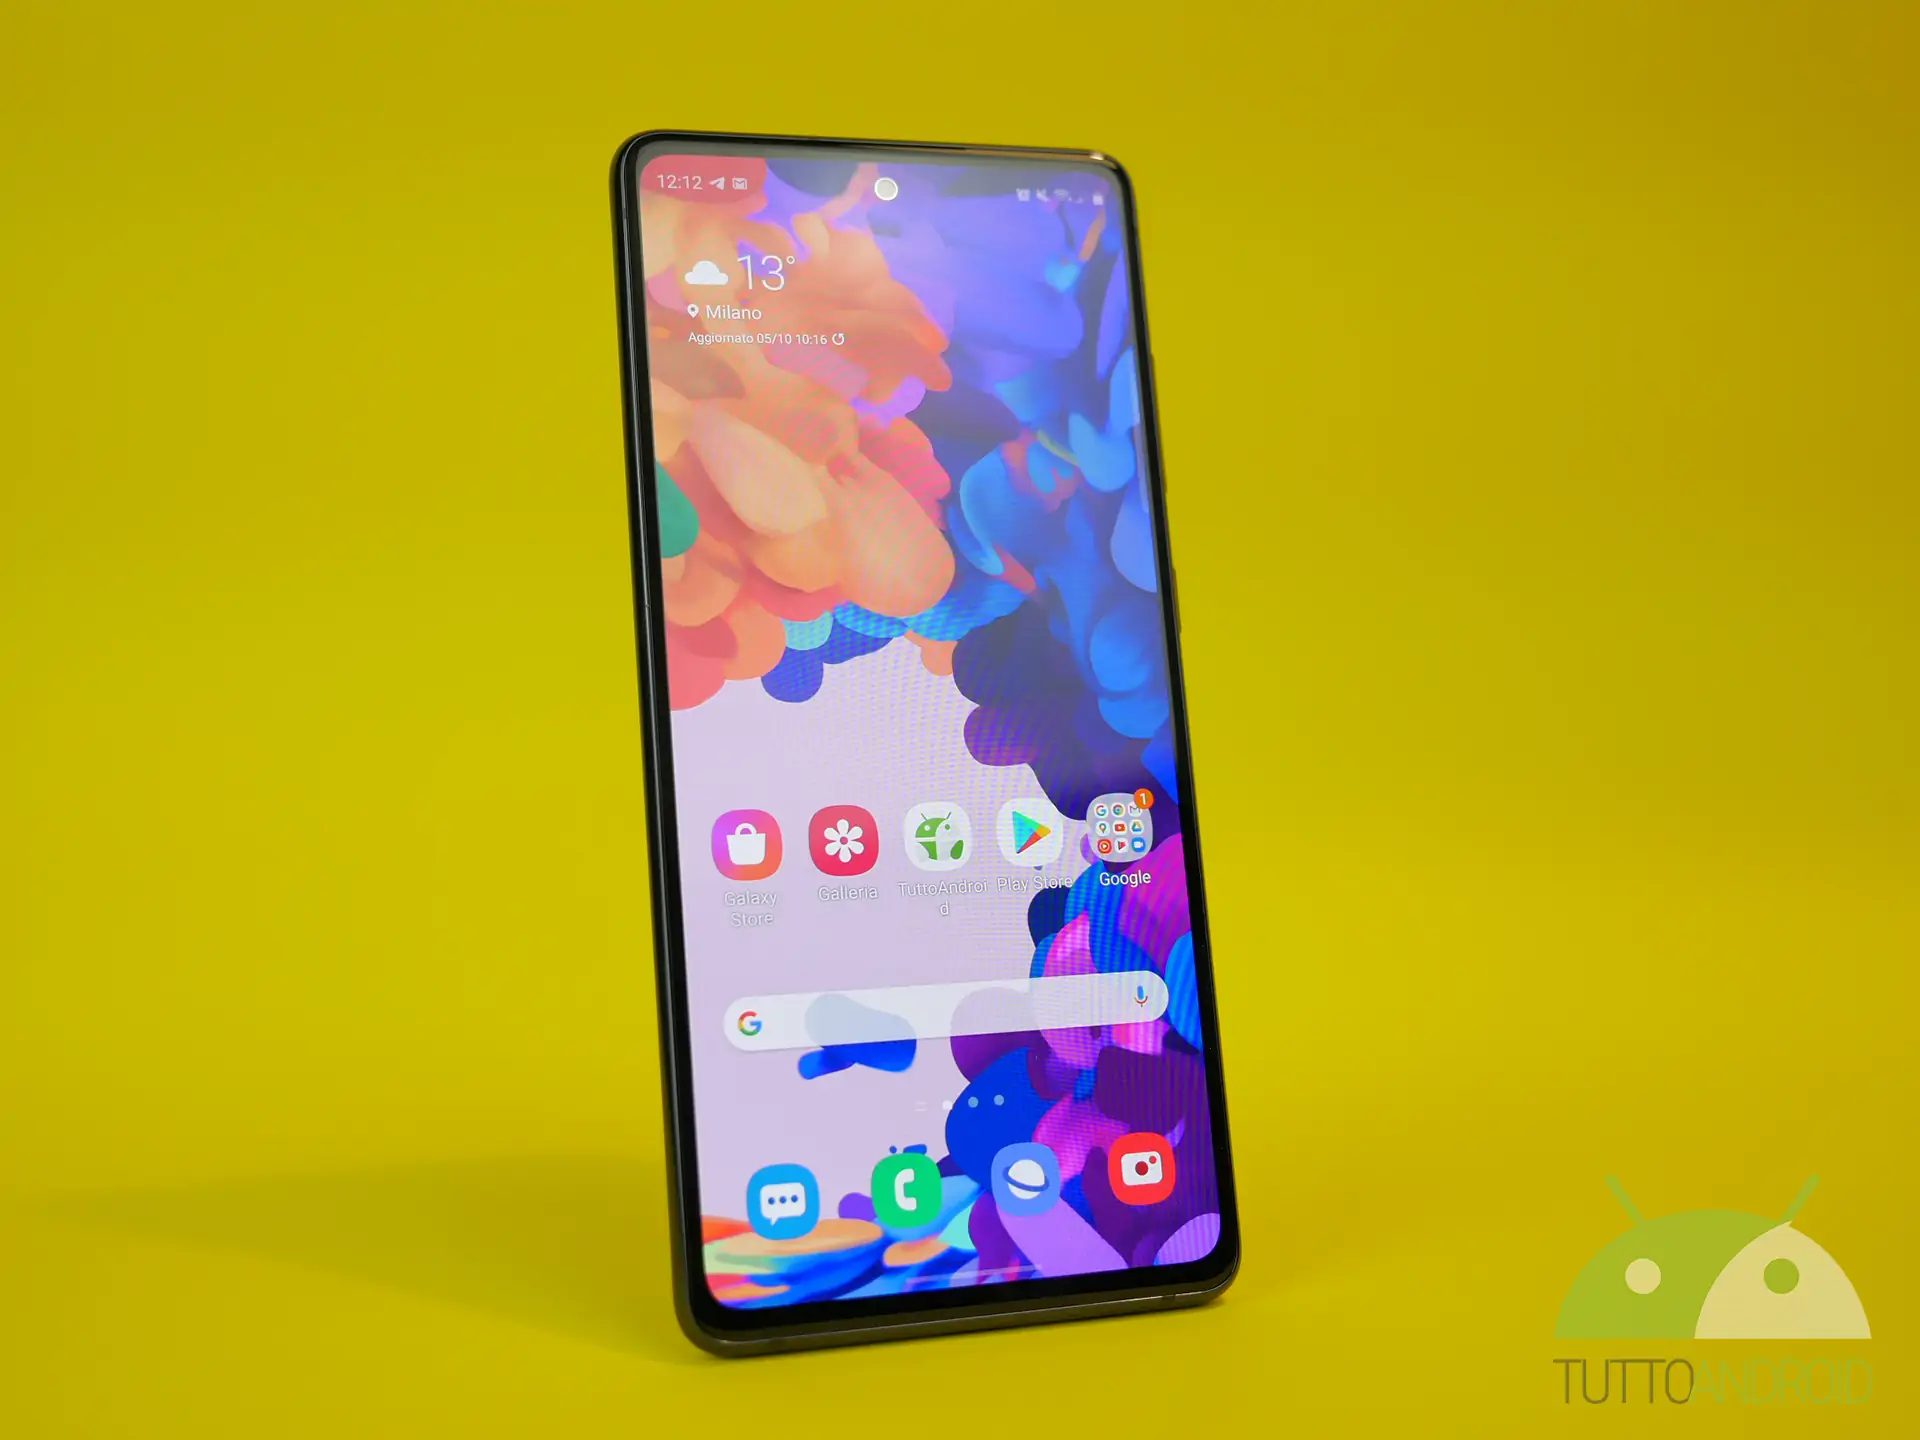 12:12
13°
Milano
Aggiornato 05/10 10:16
Galaxy
Store
Galleria
TuttoAndroi
d
Play Store
1
Google
TUTTOANDROID